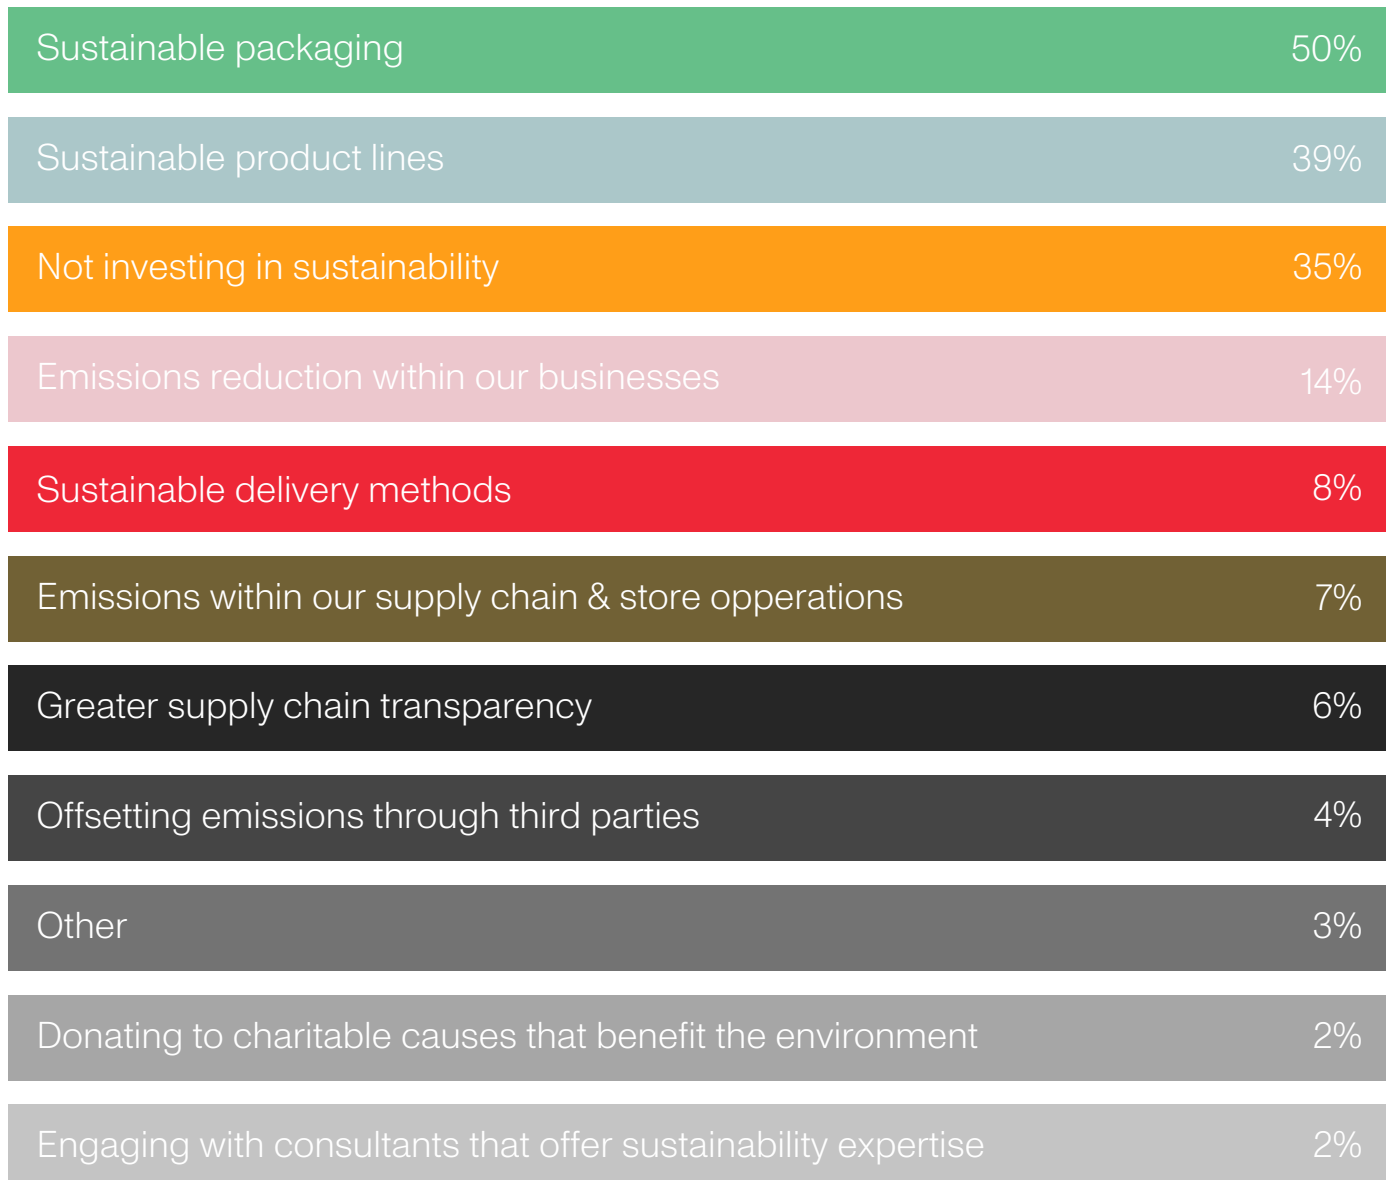 Sustainable packaging 50%
Sustainable product lines 39%
Not investing in sustainability 35%
Emissions reduction within our businesses 14%
Sustainable delivery methods 8%
Emissions within our supply chain & store opperations 7%
Greater supply chain transparency 6%
Offsetting emissions through third parties 4%
Other 3%
Donating to charitable causes that benefit the environment 2%
Engaging with consultants that offer sustainability expertise 2%